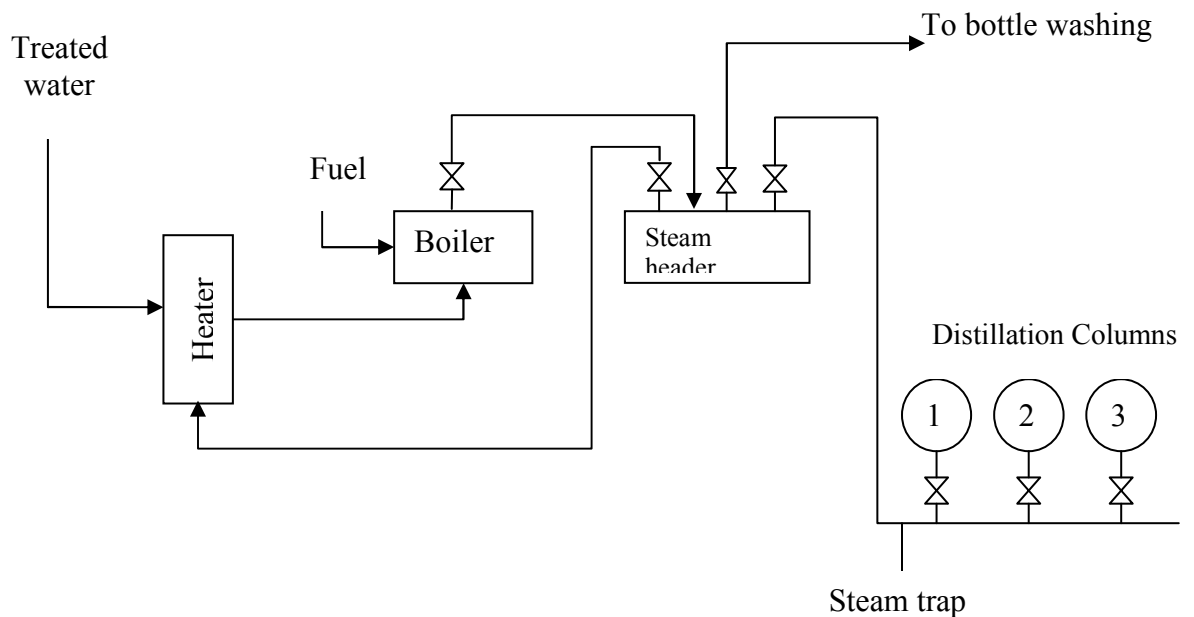 To bottle washing
Treated
water
Fuel
Boiler
Steam
header
Heater
Distillation Columns
1 2 3
Steam trap